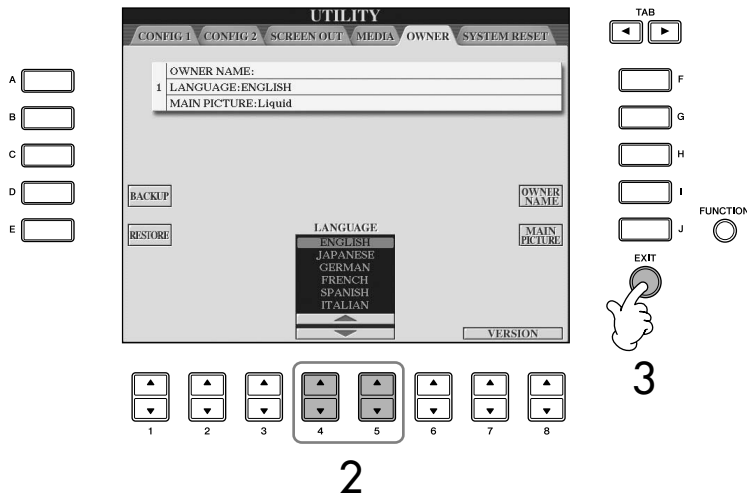 UTILITY
TAB
CONFIG 1 CONFIG 2 SCREEN OUT MEDIA OWNER SYSTEM RESET
OWNER NAME:
1 LANGUAGE:ENGLISH
MAIN PICTURE:Liquid
A
B
C
D
E
F
G
H
I
J
BACKUP
RESTORE
OWNER
NAME
MAIN
PICTURE
LANGUAGE
ENGLISH
JAPANESE
GERMAN
FRENCH
SPANISH
ITALIAN
VERSION
FUNCTION
EXIT
3
1 2 3 4 5 6 7 8
2